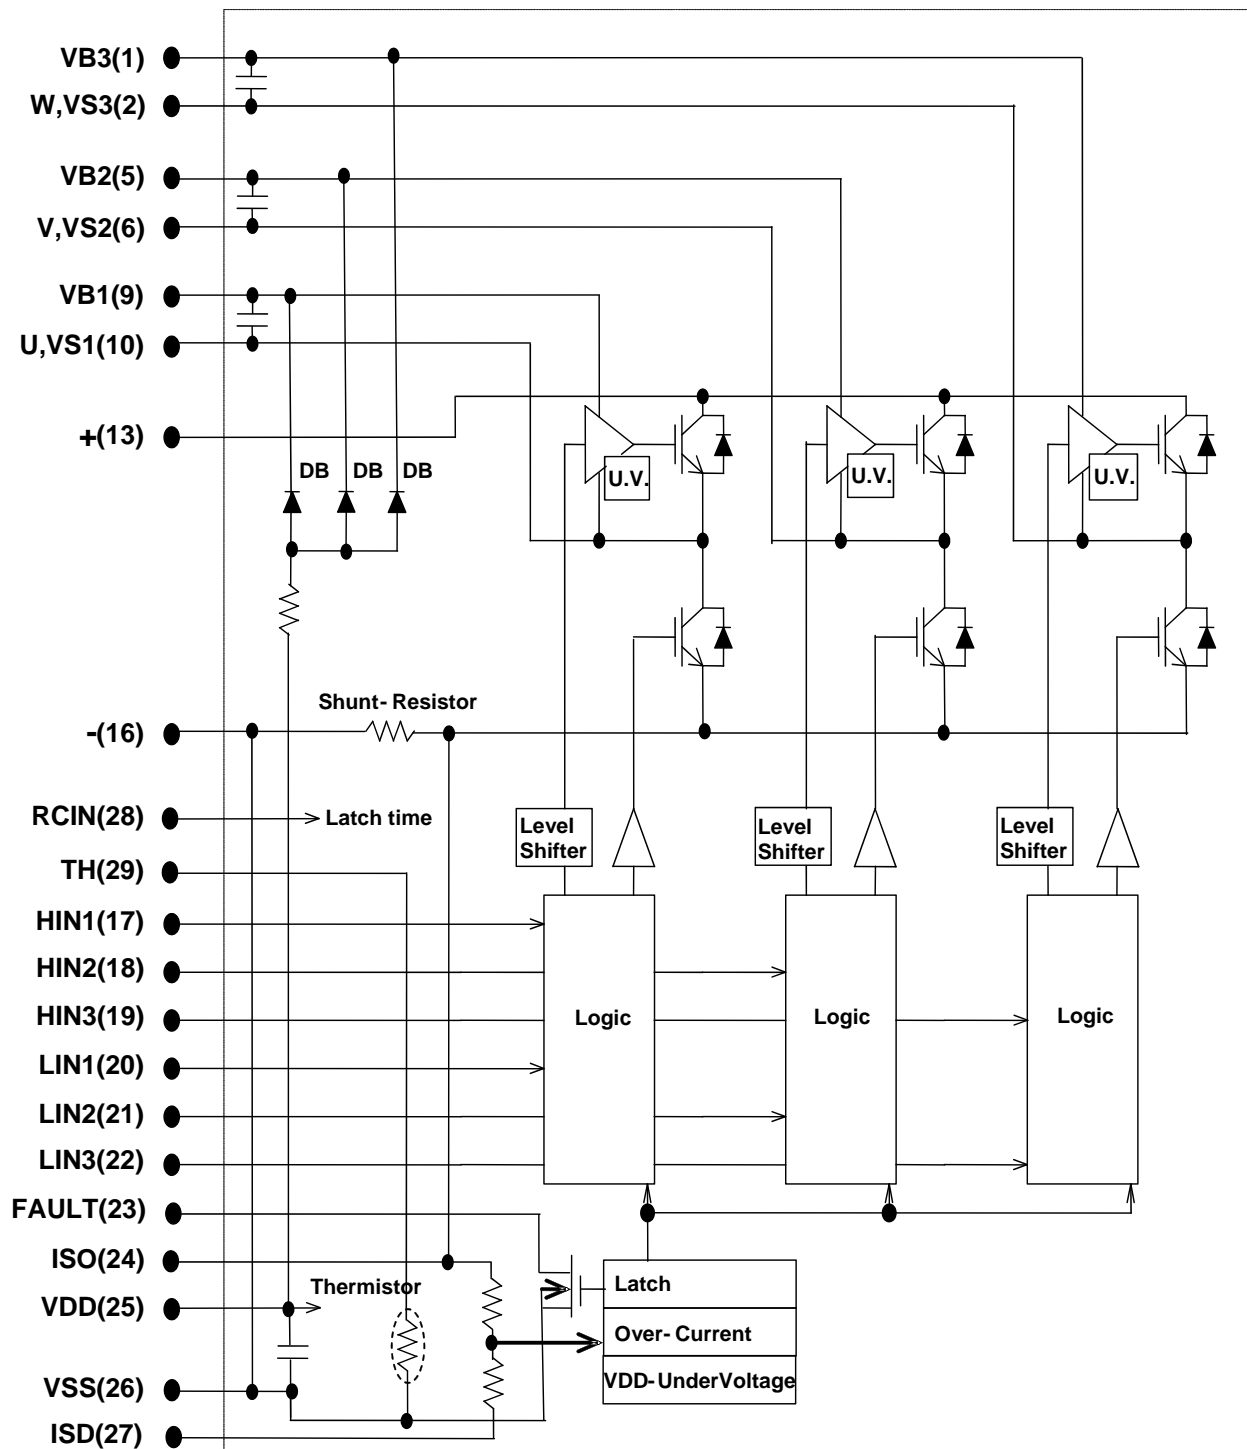 VB3(1)
W,VS3(2)
VB2(5)
V,VS2(6)
VB1(9)
U,VS1(10)
+(13)
DB DB DB
U.V. U.V. U.V.
Shunt-Resistor
-(16)
RCIN(28)
Latch time
Level Shifter
Level Shifter
Level Shifter
TH(29)
HIN1(17)
HIN2(18)
HIN3(19)
Logic Logic Logic
LIN1(20)
LIN2(21)
LIN3(22)
FAULT(23)
ISO(24)
Thermistor
Latch
VDD(25)
Over-Current
VDD-UnderVoltage
VSS(26)
ISD(27)